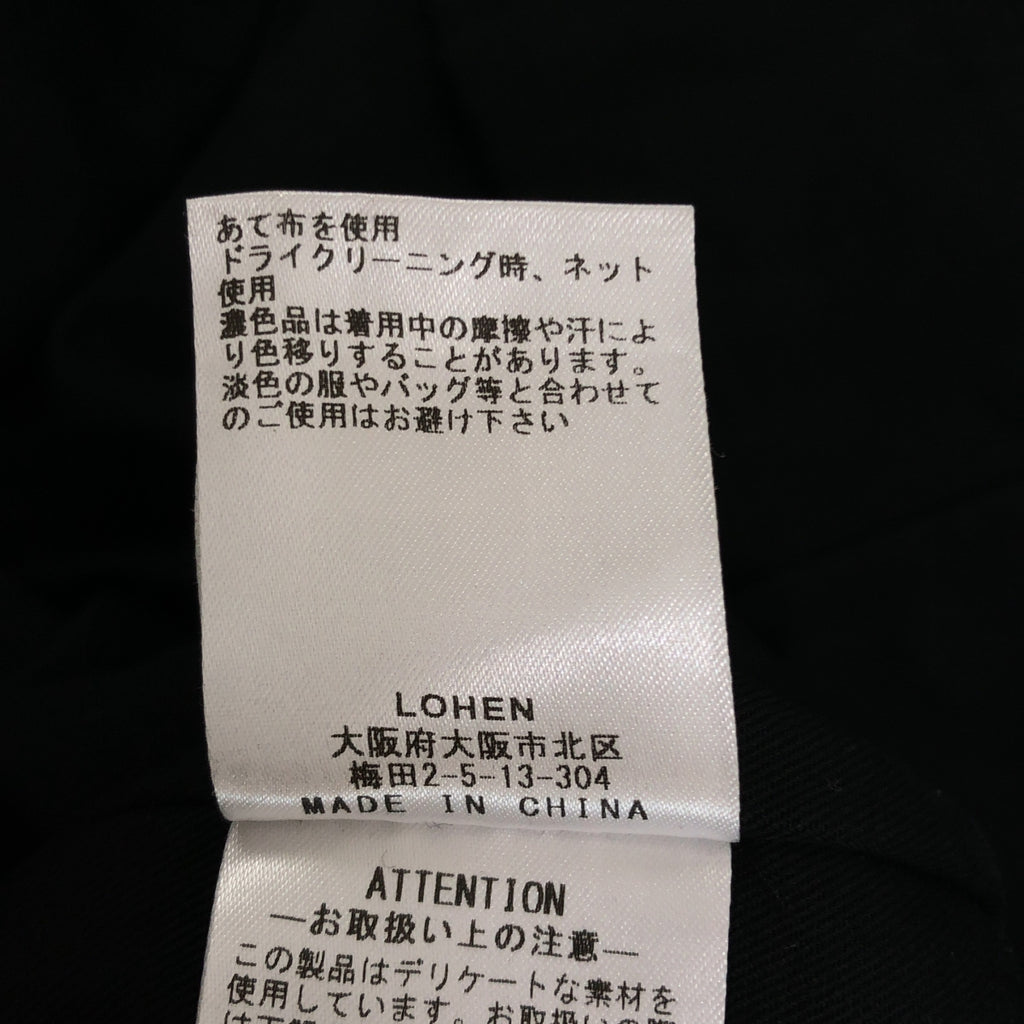 あて布を使用
ドライクリーニング時、ネット
使用
濃色品は着用中の摩擦や汗によ
り色移りすることがあります。
淡色の服やバッグ等と合わせて
のご使用はお避け下さい
LOHEN
大阪府大阪市北区
梅田2-5-13-304
MADE IN CHINA
ATTENTION
―お取扱い上の注意―
この製品はデリケートな素材を
使用しています。お取扱いの際